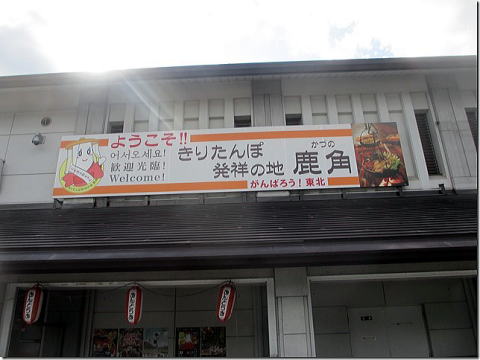 ようこそ!!
어서오세요!
歡迎光臨!
Welcome!
きりたんぽ
発祥の地
かづの
鹿角
がんばろう!東北